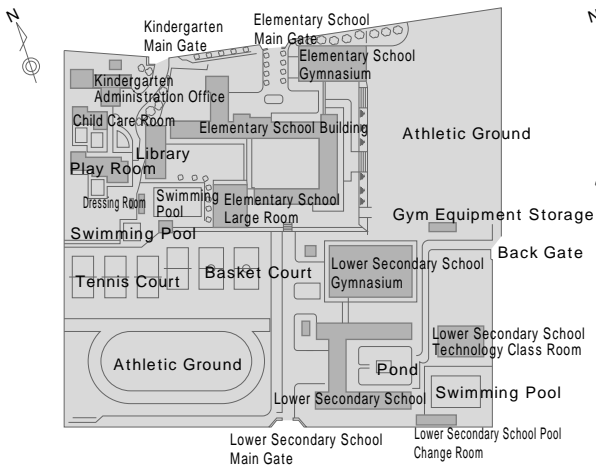 N
N
Kindergarten
Main Gate
Elementary School
Main Gate
Elementary School
Gymnasium
Kindergarten
Administration Office
Child Care Room
Elementary School Building
Athletic Ground
Library
Play Room
Dressing Room
Swimming
Pool
Elementary School
Large Room
Gym Equipment Storage
Swimming Pool
Back Gate
Tennis Court
Basket Court
Lower Secondary School
Gymnasium
Lower Secondary School
Technology Class Room
Athletic Ground
Pond
Lower Secondary School
Swimming Pool
Lower Secondary School
Main Gate
Lower Secondary School Pool
Change Room